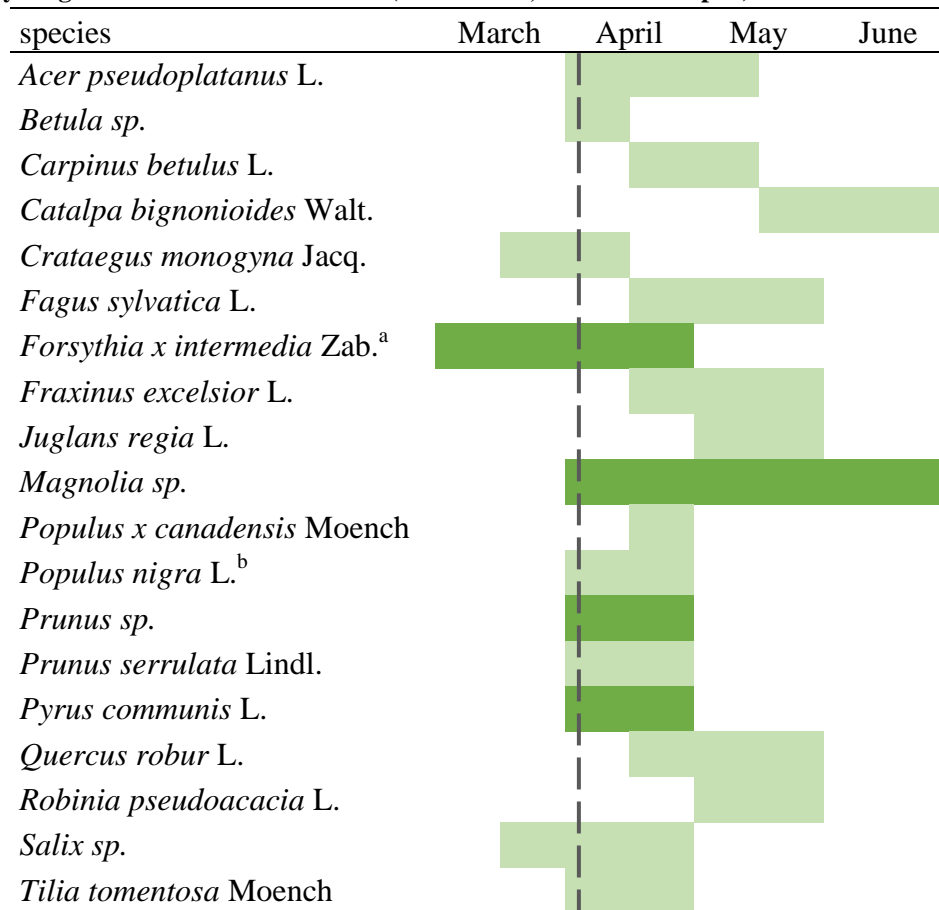 species March April May June
Acer pseudoplatanus L.
Betula sp.
Carpinus betulus L.
Catalpa bignonioides Walt.
Crataegus monogyna Jacq.
Fagus sylvatica L.
Forsythia x intermedia Zab.a
Fraxinus excelsior L.
Juglans regia L.
Magnolia sp.
Populus x canadensis Moench
Populus nigra L.b
Prunus sp.
Prunus serrulata Lindl.
Pyrus communis L.
Quercus robur L.
Robinia pseudoacacia L.
Salix sp.
Tilia tomentosa Moench